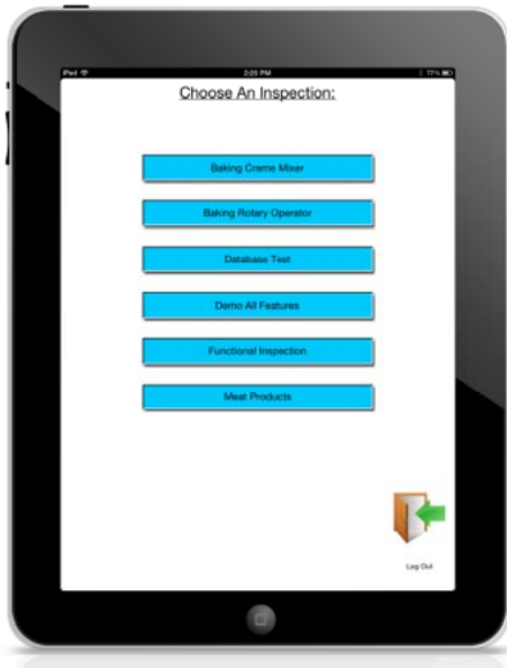 iPad 2:05 PM 77%
Choose An Inspection:
Baking Creme Mixer
Baking Rotary Operator
Database Test
Demo All Features
Functional Inspection
Meat Products
Log Out